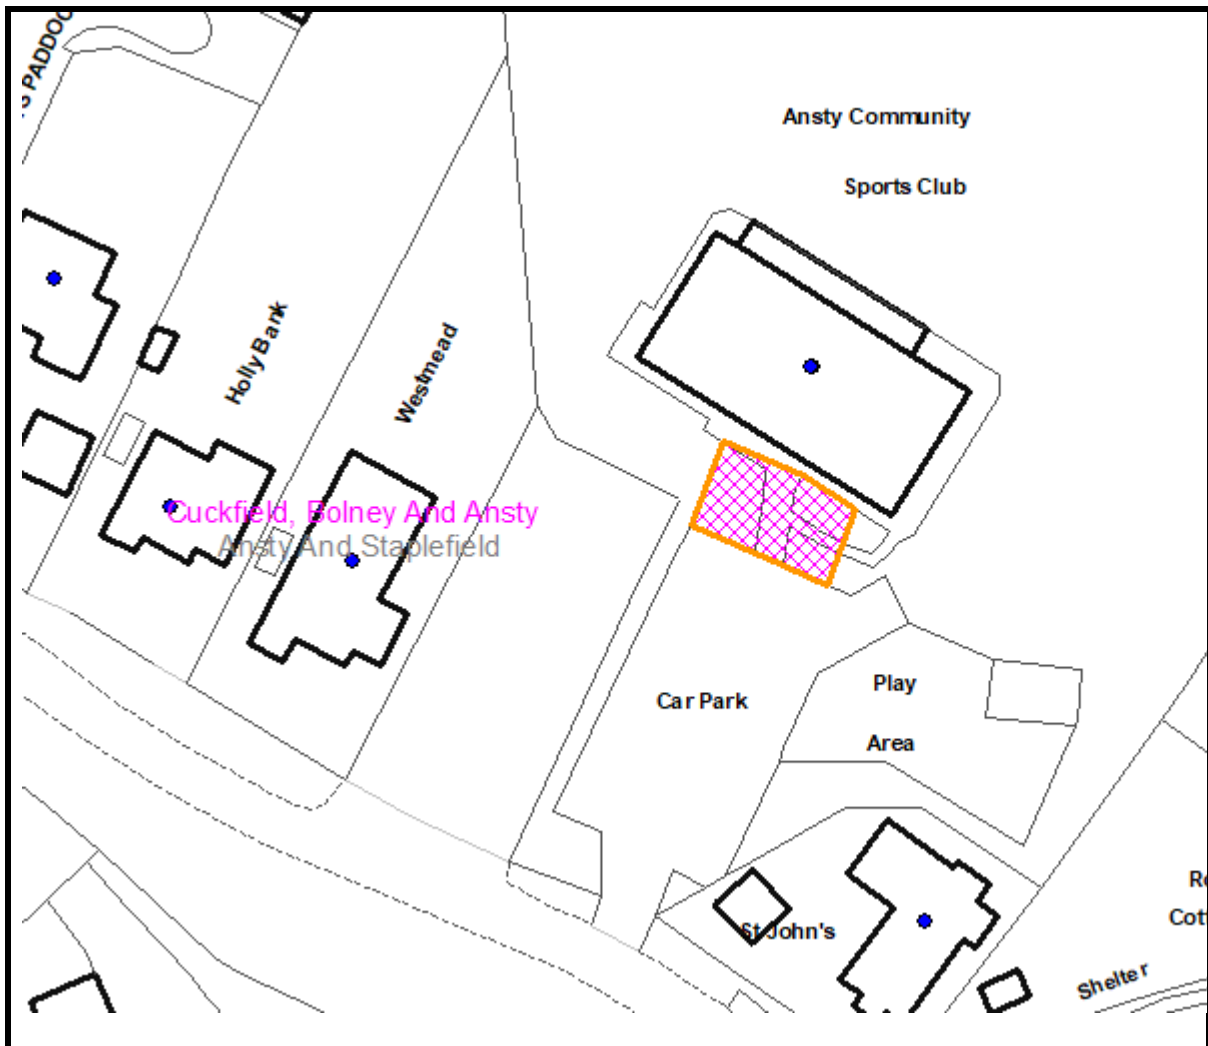 Ansty Community
Sports Club
Holly Bank
Westmead
Cuckfield, Bolney And Ansty
Ansty And Staplefield
Car Park
Play
Area
St John's
Shelter